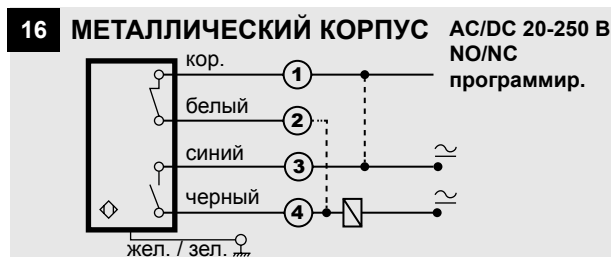 16 МЕТАЛЛИЧЕСКИЙ КОРПУС
AC/DC 20-250 В
NO/NC
программир.
кор.
1
белый
2
синий
3
черный
4
жел. / зел.